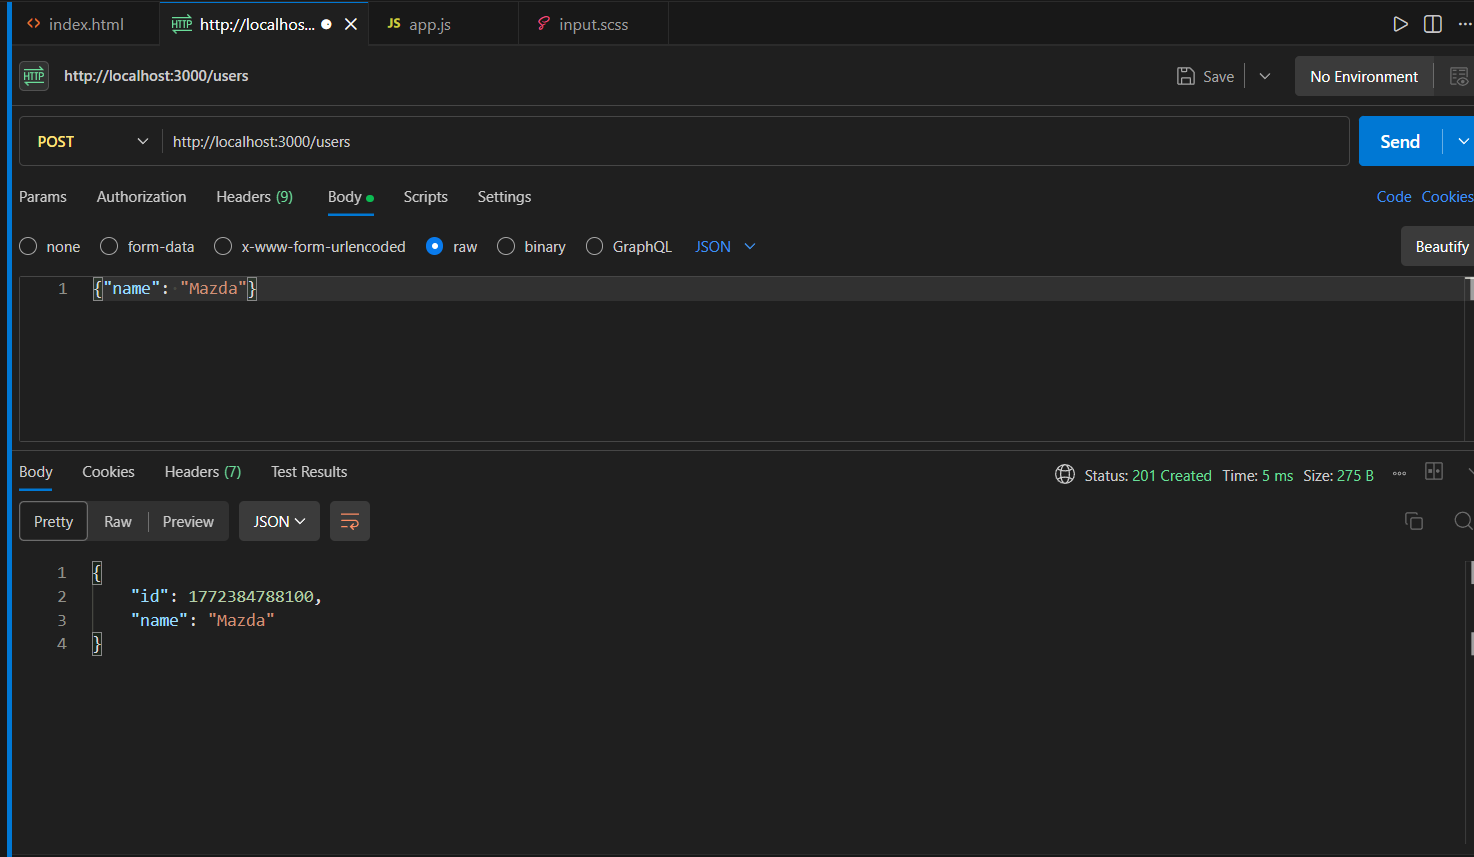 index.html HTTP http://localhos... JS app.js input.scss
HTTP http://localhost:3000/users Save No Environment
POST http://localhost:3000/users Send
Params Authorization Headers (9) Body Scripts Settings Code Cookies
none form-data x-www-form-urlencoded raw binary GraphQL JSON Beautify
1 {"name": "Mazda"}
Body Cookies Headers (7) Test Results Status: 201 Created Time: 5 ms Size: 275 B
Pretty Raw Preview JSON
1 {
2 "id": 1772384788100,
3 "name": "Mazda"
4 }